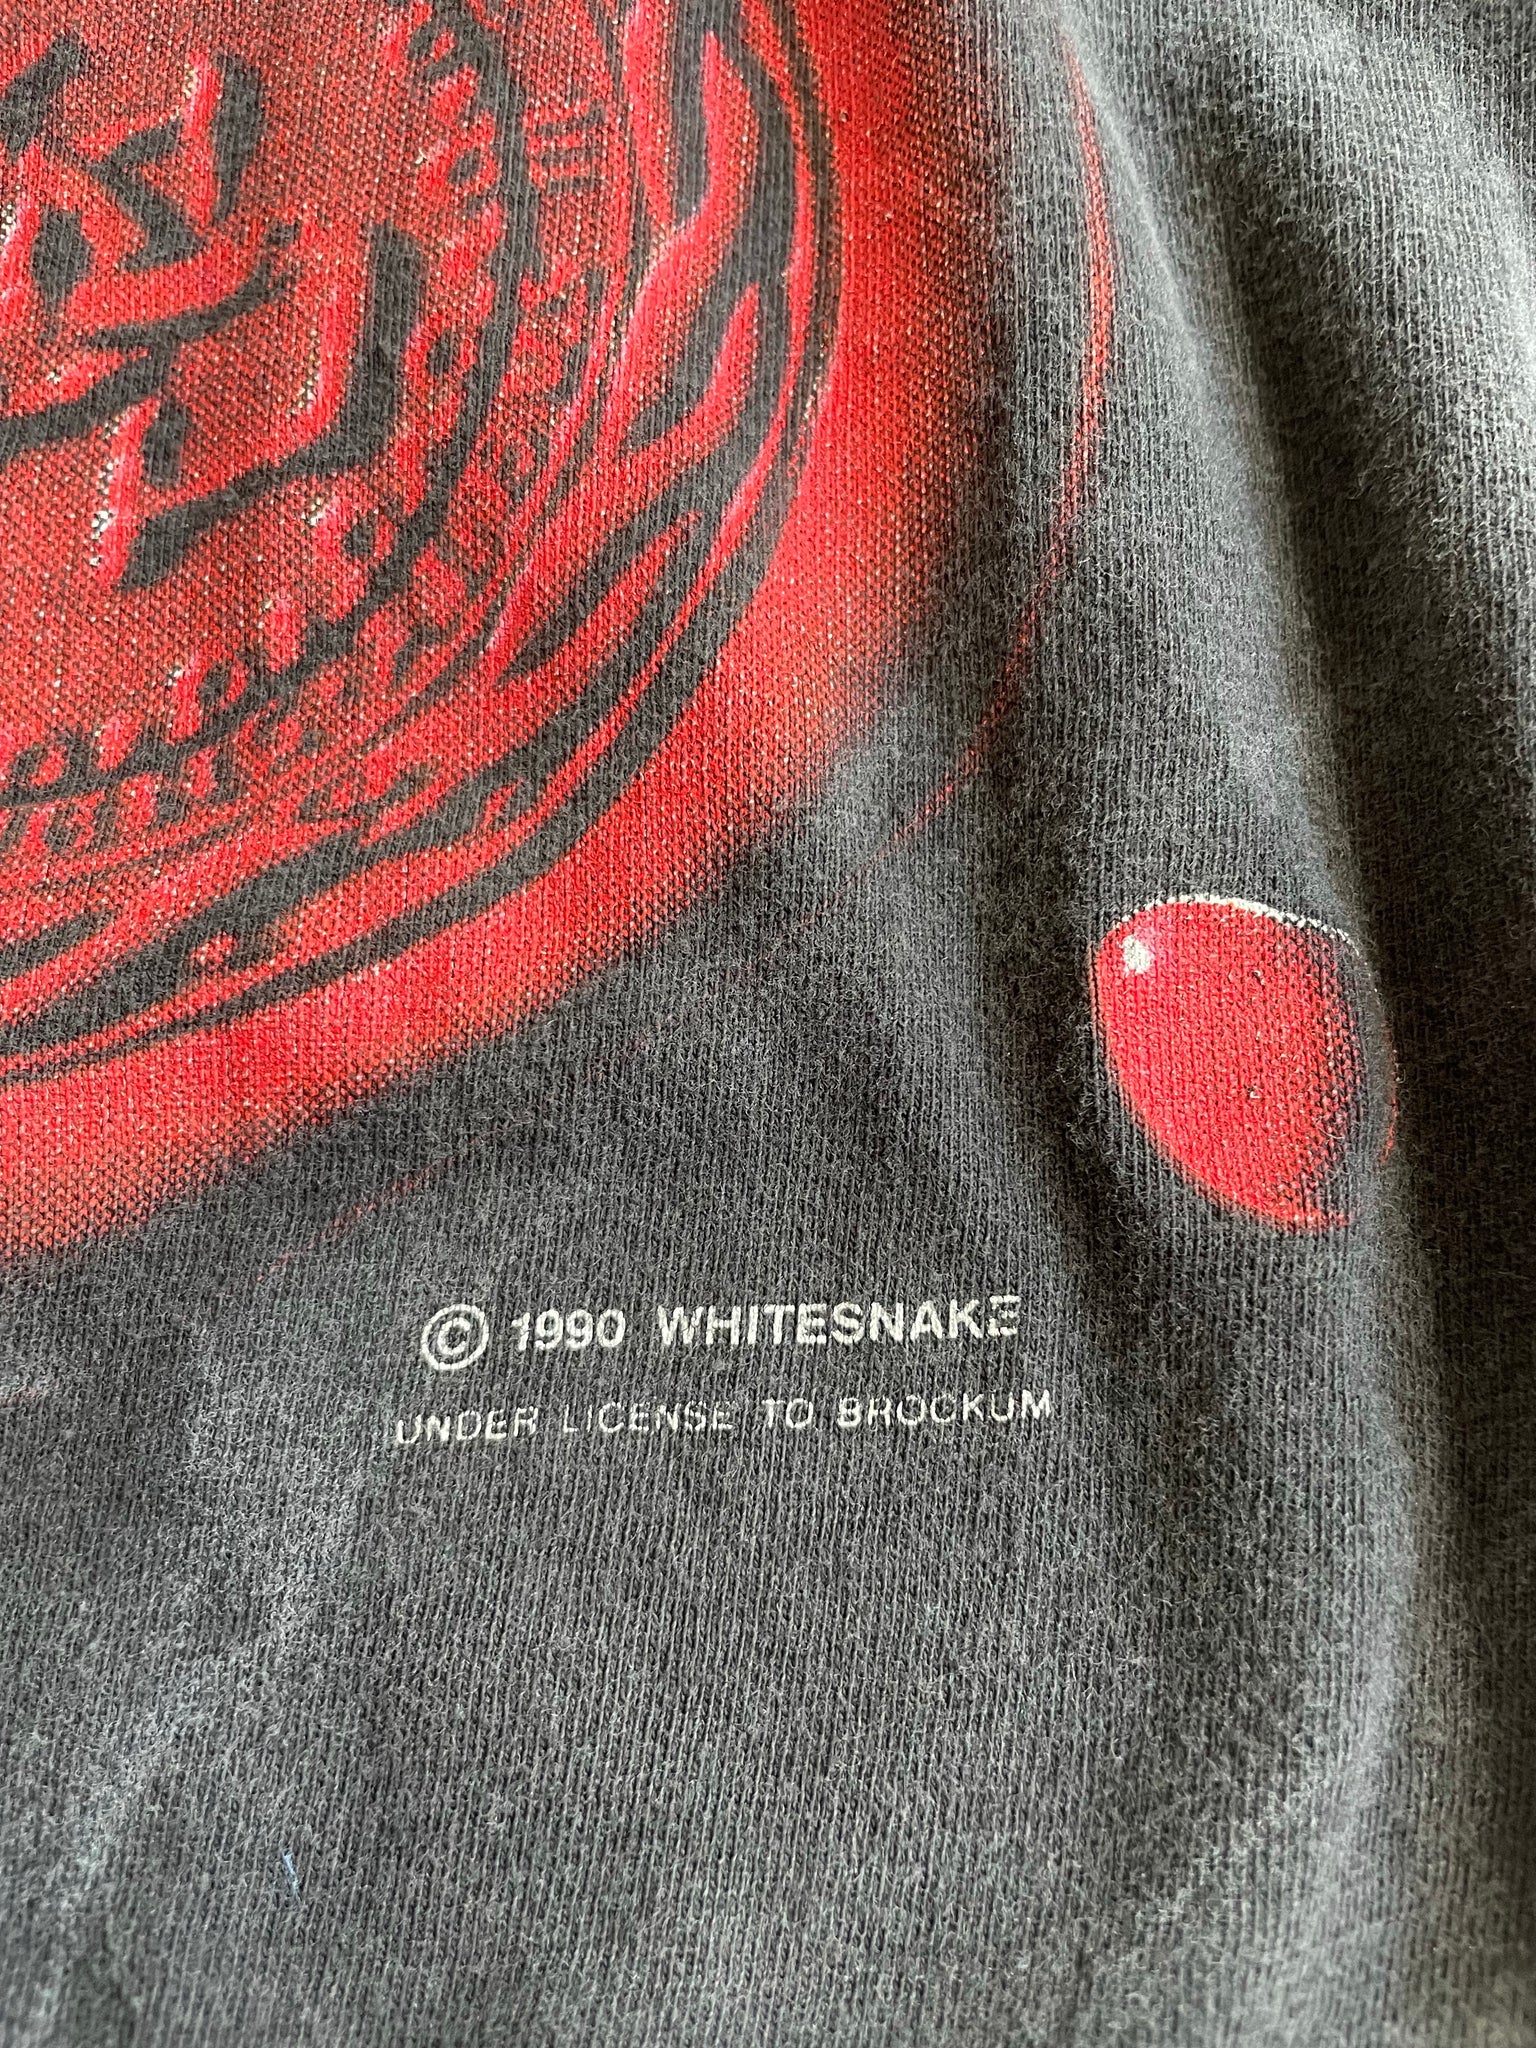 © 1990 WHITESNAKE
UNDER LICENSE TO BROCKUM